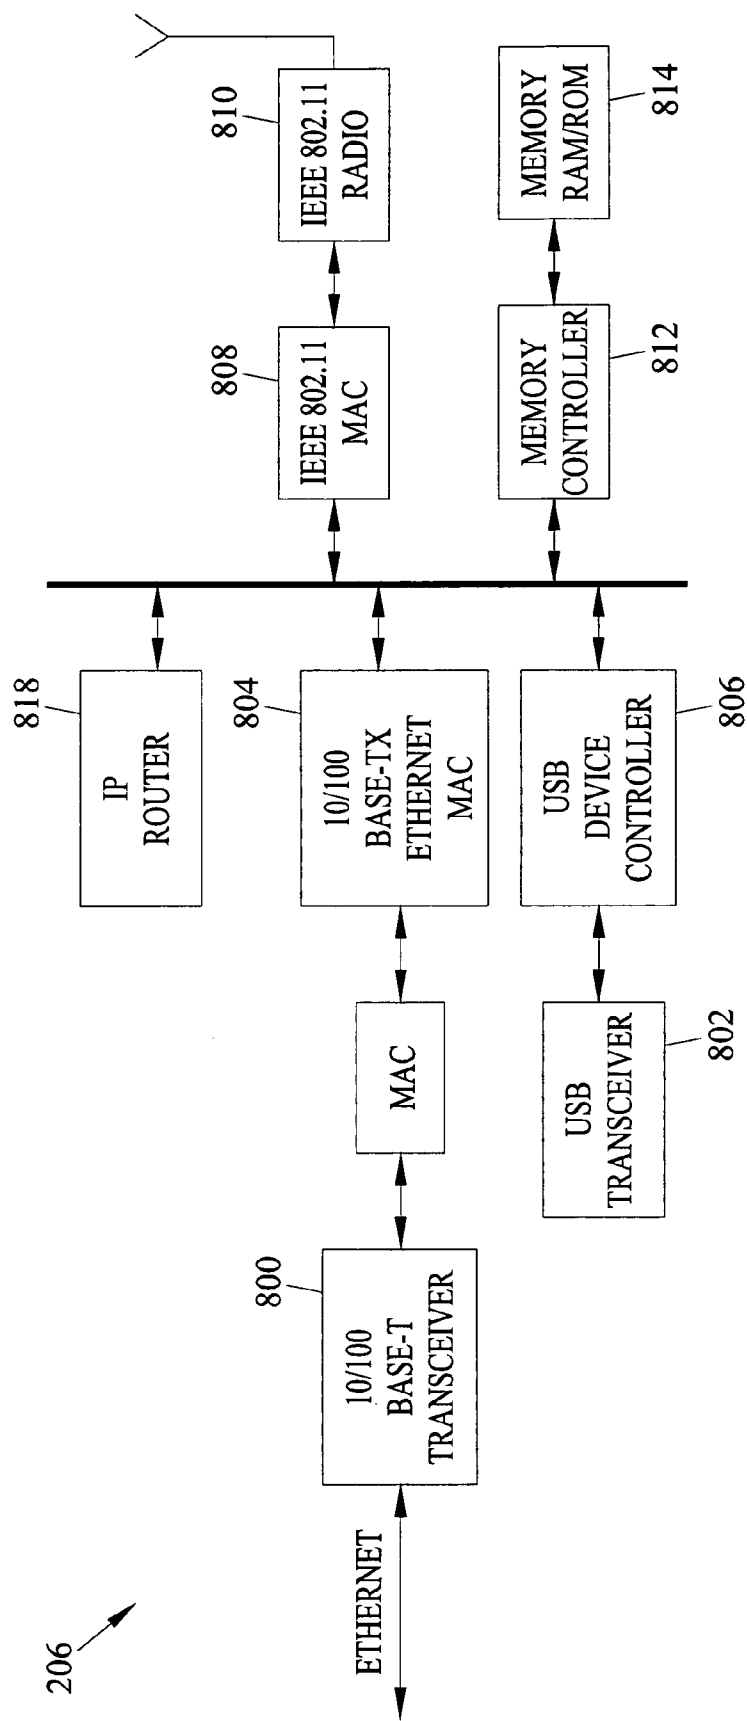 206
ETHERNET
800
10/100
BASE-T
TRANSCEIVER
MAC
818
IP
ROUTER
804
10/100
BASE-TX
ETHERNET
MAC
USB
TRANSCEIVER
802
USB
DEVICE
CONTROLLER
806
808
IEEE 802.11
MAC
810
IEEE 802.11
RADIO
MEMORY
CONTROLLER
812
MEMORY
RAM/ROM
814